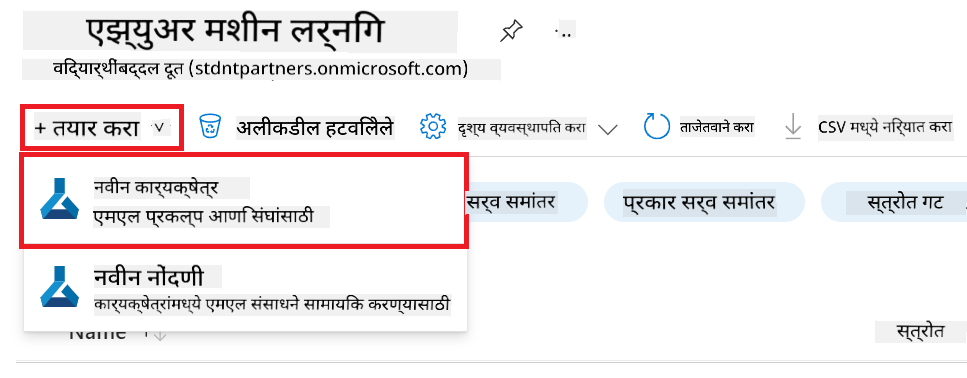 एझ्युअर मशीन लर्नगि
वदि्यार्थीबद्दल दूत (stdntpartners.onmicrosoft.com)
+ तयार करा
अलीकडील हटवलिेले
दृश्य व्यवस्थापति करा
ताजेतवाने करा
CSV मध्ये नरि्यात करा
नवीन कार्यक्षेत्र
एमएल प्रकल्प आणि संघांसाठी
सर्व समांतर
प्रकार सर्व समांतर
स्त्रोत गट
नवीन नोंदणी
कार्यक्षेत्रांमध्ये एमएल संसाधने सामायकि करण्यासाठी
Name
स्त्रोत